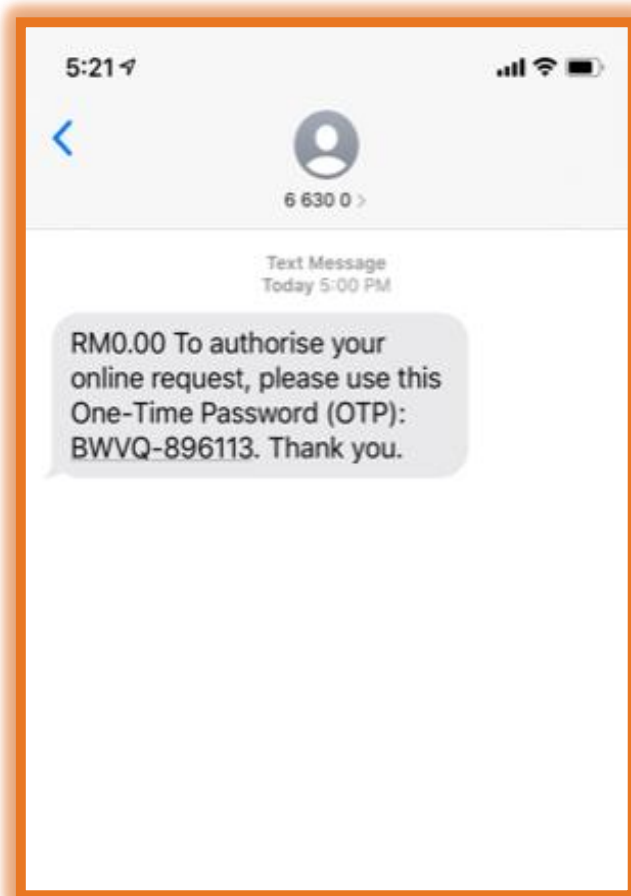 5:21
6 630 0 >
Text Message
Today 5:00 PM
RM0.00 To authorise your
online request, please use this
One-Time Password (OTP):
BWVQ-896113. Thank you.